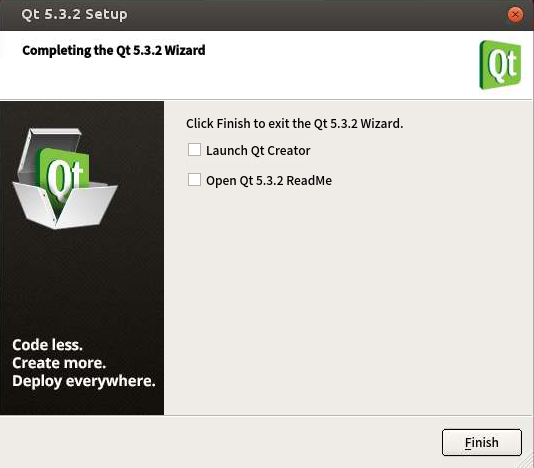 Qt 5.3.2 Setup
Completing the Qt 5.3.2 Wizard
Qt
Click Finish to exit the Qt 5.3.2 Wizard.
Launch Qt Creator
Open Qt 5.3.2 ReadMe
Qt
Code less.
Create more.
Deploy everywhere.
Finish